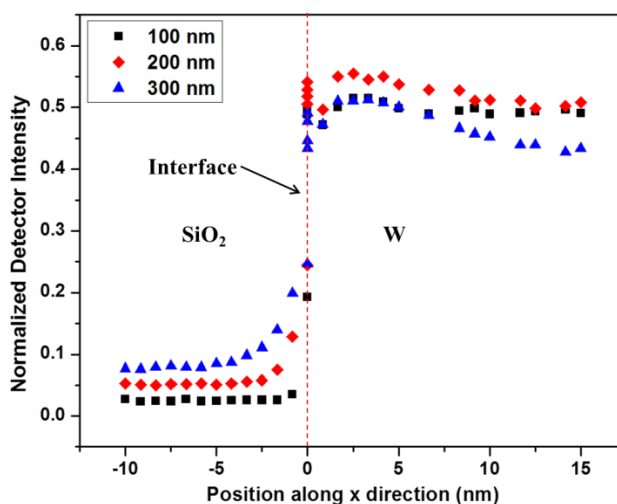 100 nm
200 nm
300 nm
Interface
SiO₂
W
Normalized Detector Intensity
0.6
0.5
0.4
0.3
0.2
0.1
0.0
-10
-5
0
5
10
15
Position along x direction (nm)